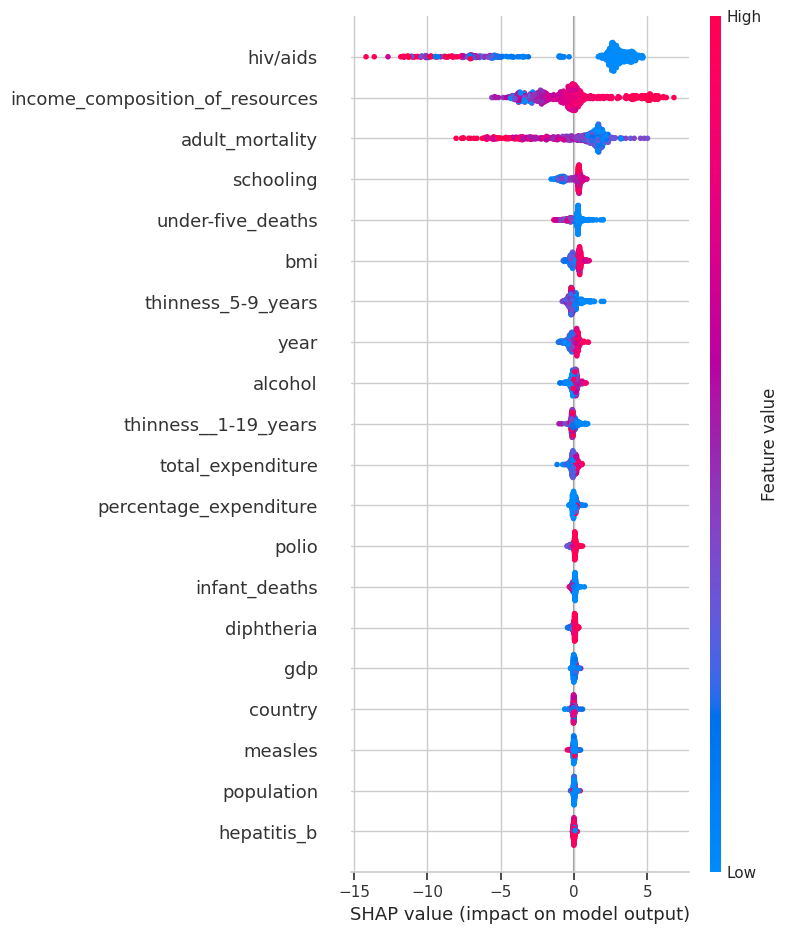 High
hiv/aids
income_composition_of_resources
adult_mortality
schooling
under-five_deaths
bmi
thinness_5-9_years
year
alcohol
thinness__1-19_years
total_expenditure
percentage_expenditure
polio
infant_deaths
diphtheria
gdp
country
measles
population
hepatitis_b
Feature value
Low
−15 −10 −5 0 5
SHAP value (impact on model output)